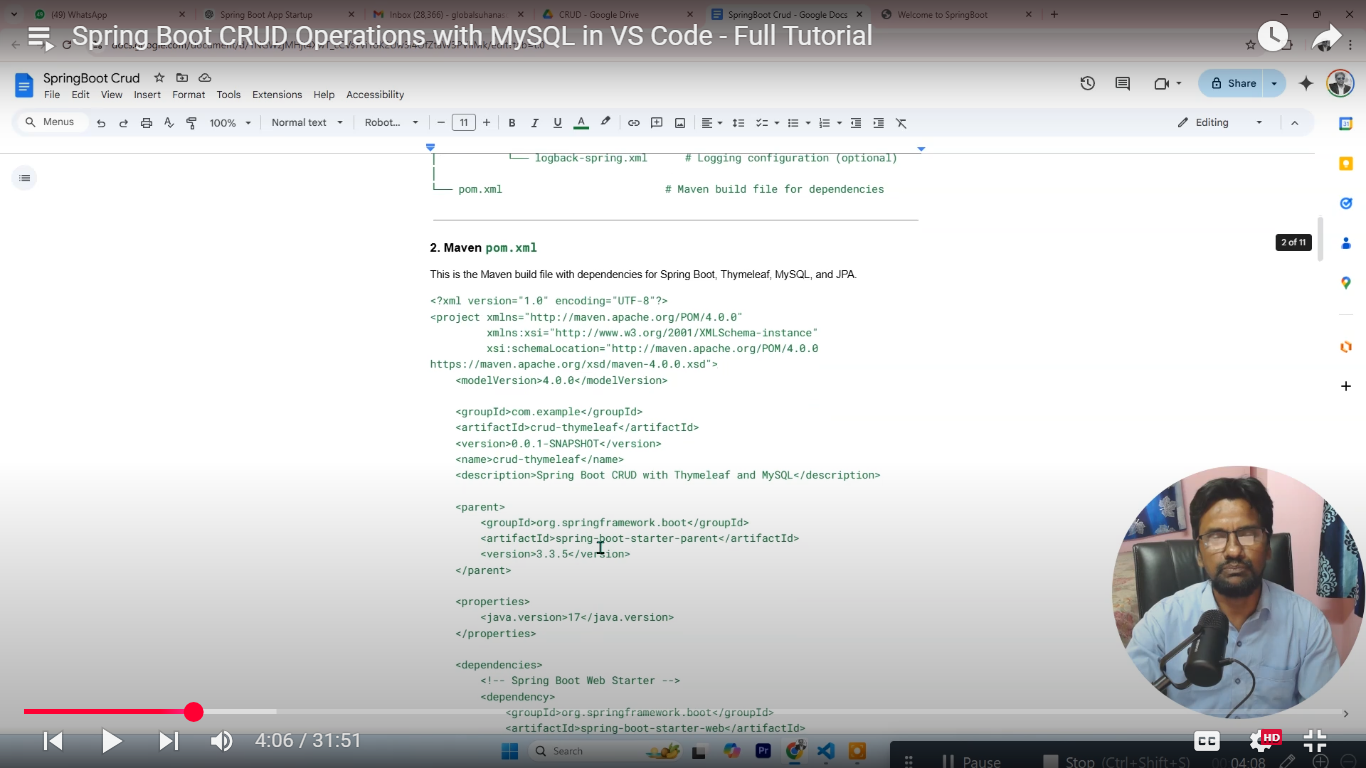 (49) WhatsApp
Spring Boot App Startup
Inbox (28,366) - globalsuhana
CRUD - Google Drive
SpringBoot Crud - Google Docs
Welcome to SpringBoot
Spring Boot CRUD Operations with MySQL in VS Code - Full Tutorial
SpringBoot Crud
File Edit View Insert Format Tools Extensions Help Accessibility
Share
Menus
100%
Normal text
Robot...
11
B I U A
Editing
└── logback-spring.xml # Logging configuration (optional)
│
└── pom.xml # Maven build file for dependencies
2. Maven pom.xml
2 of 11
This is the Maven build file with dependencies for Spring Boot, Thymeleaf, MySQL, and JPA.
<?xml version="1.0" encoding="UTF-8"?>
<project xmlns="http://maven.apache.org/POM/4.0.0"
xmlns:xsi="http://www.w3.org/2001/XMLSchema-instance"
xsi:schemaLocation="http://maven.apache.org/POM/4.0.0
https://maven.apache.org/xsd/maven-4.0.0.xsd">
<modelVersion>4.0.0</modelVersion>
<groupId>com.example</groupId>
<artifactId>crud-thymeleaf</artifactId>
<version>0.0.1-SNAPSHOT</version>
<name>crud-thymeleaf</name>
<description>Spring Boot CRUD with Thymeleaf and MySQL</description>
<parent>
<groupId>org.springframework.boot</groupId>
<artifactId>spring-boot-starter-parent</artifactId>
<version>3.3.5</version>
</parent>
<properties>
<java.version>17</java.version>
</properties>
<dependencies>
<!-- Spring Boot Web Starter -->
<dependency>
<groupId>org.springframework.boot</groupId>
<artifactId>spring-boot-starter-web</artifactId>
4:06 / 31:51
CC
HD
Search
Pr
Pause
Stop (Ctrl+Shift+S)
00:04:08